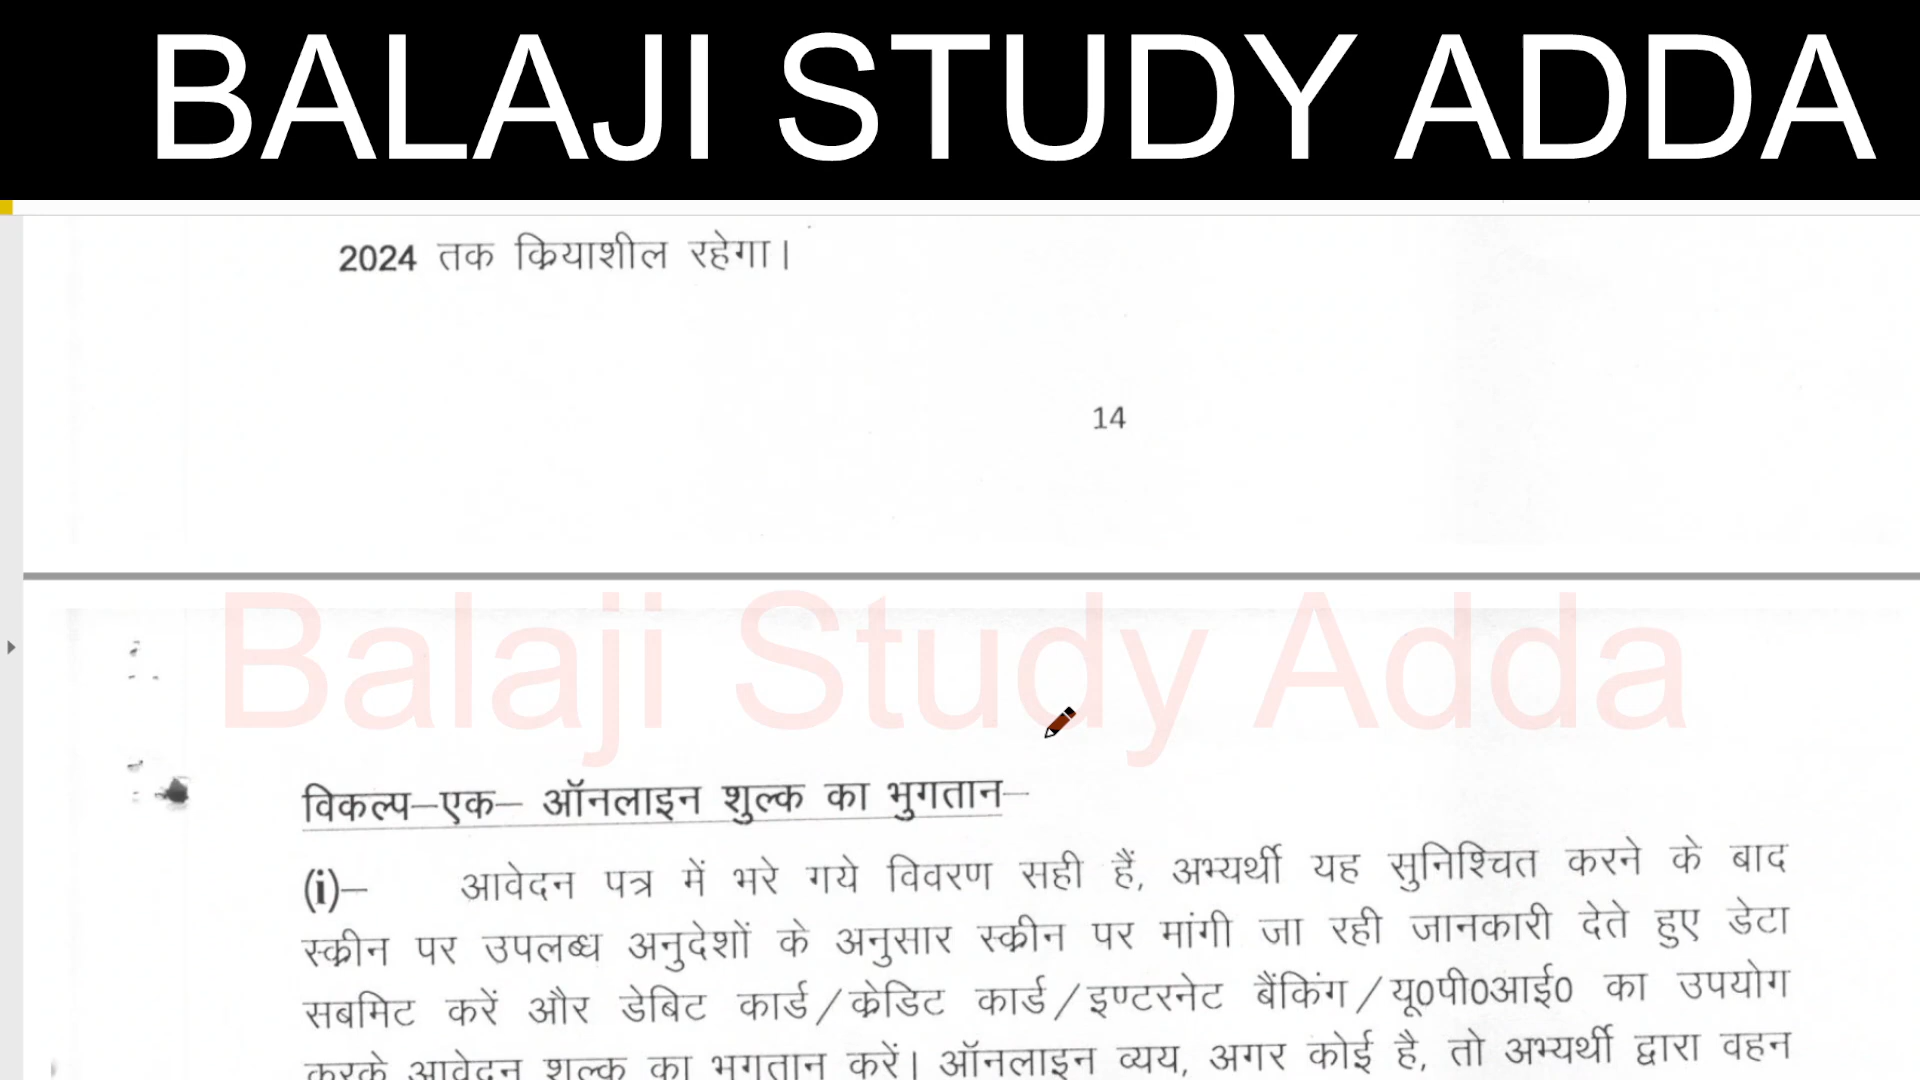 BALAJI STUDY ADDA
2024 तक क्रियाशील रहेगा।
14
Balaji Study Adda
विकल्प–एक– ऑनलाइन शुल्क का भुगतान–
(i)– आवेदन पत्र में भरे गये विवरण सही हैं, अभ्यर्थी यह सुनिश्चित करने के बाद
स्क्रीन पर उपलब्ध अनुदेशों के अनुसार स्क्रीन पर मांगी जा रही जानकारी देते हुए डेटा
सबमिट करें और डेबिट कार्ड/क्रेडिट कार्ड/इण्टरनेट बैंकिंग/यू0पी0आई0 का उपयोग
करके आवेदन शुल्क का भुगतान करें। ऑनलाइन व्यय, अगर कोई है, तो अभ्यर्थी द्वारा वहन